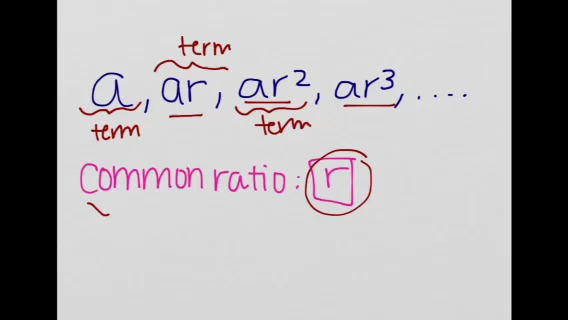 term
a, ar, ar², ar³, ....
term term
common ratio: r